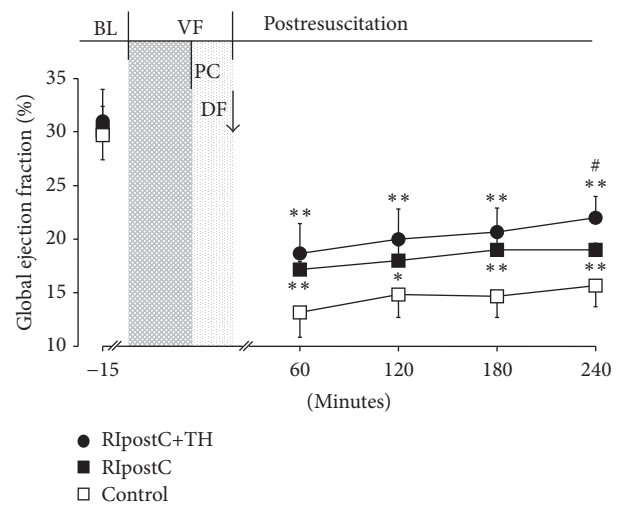 BL VF Postresuscitation
PC
DF
Global ejection fraction (%)
35
30
25
20
15
10
** ** ** **
#
** * ** **
−15 60 120 180 240
(Minutes)
RIpostC+TH
RIpostC
Control